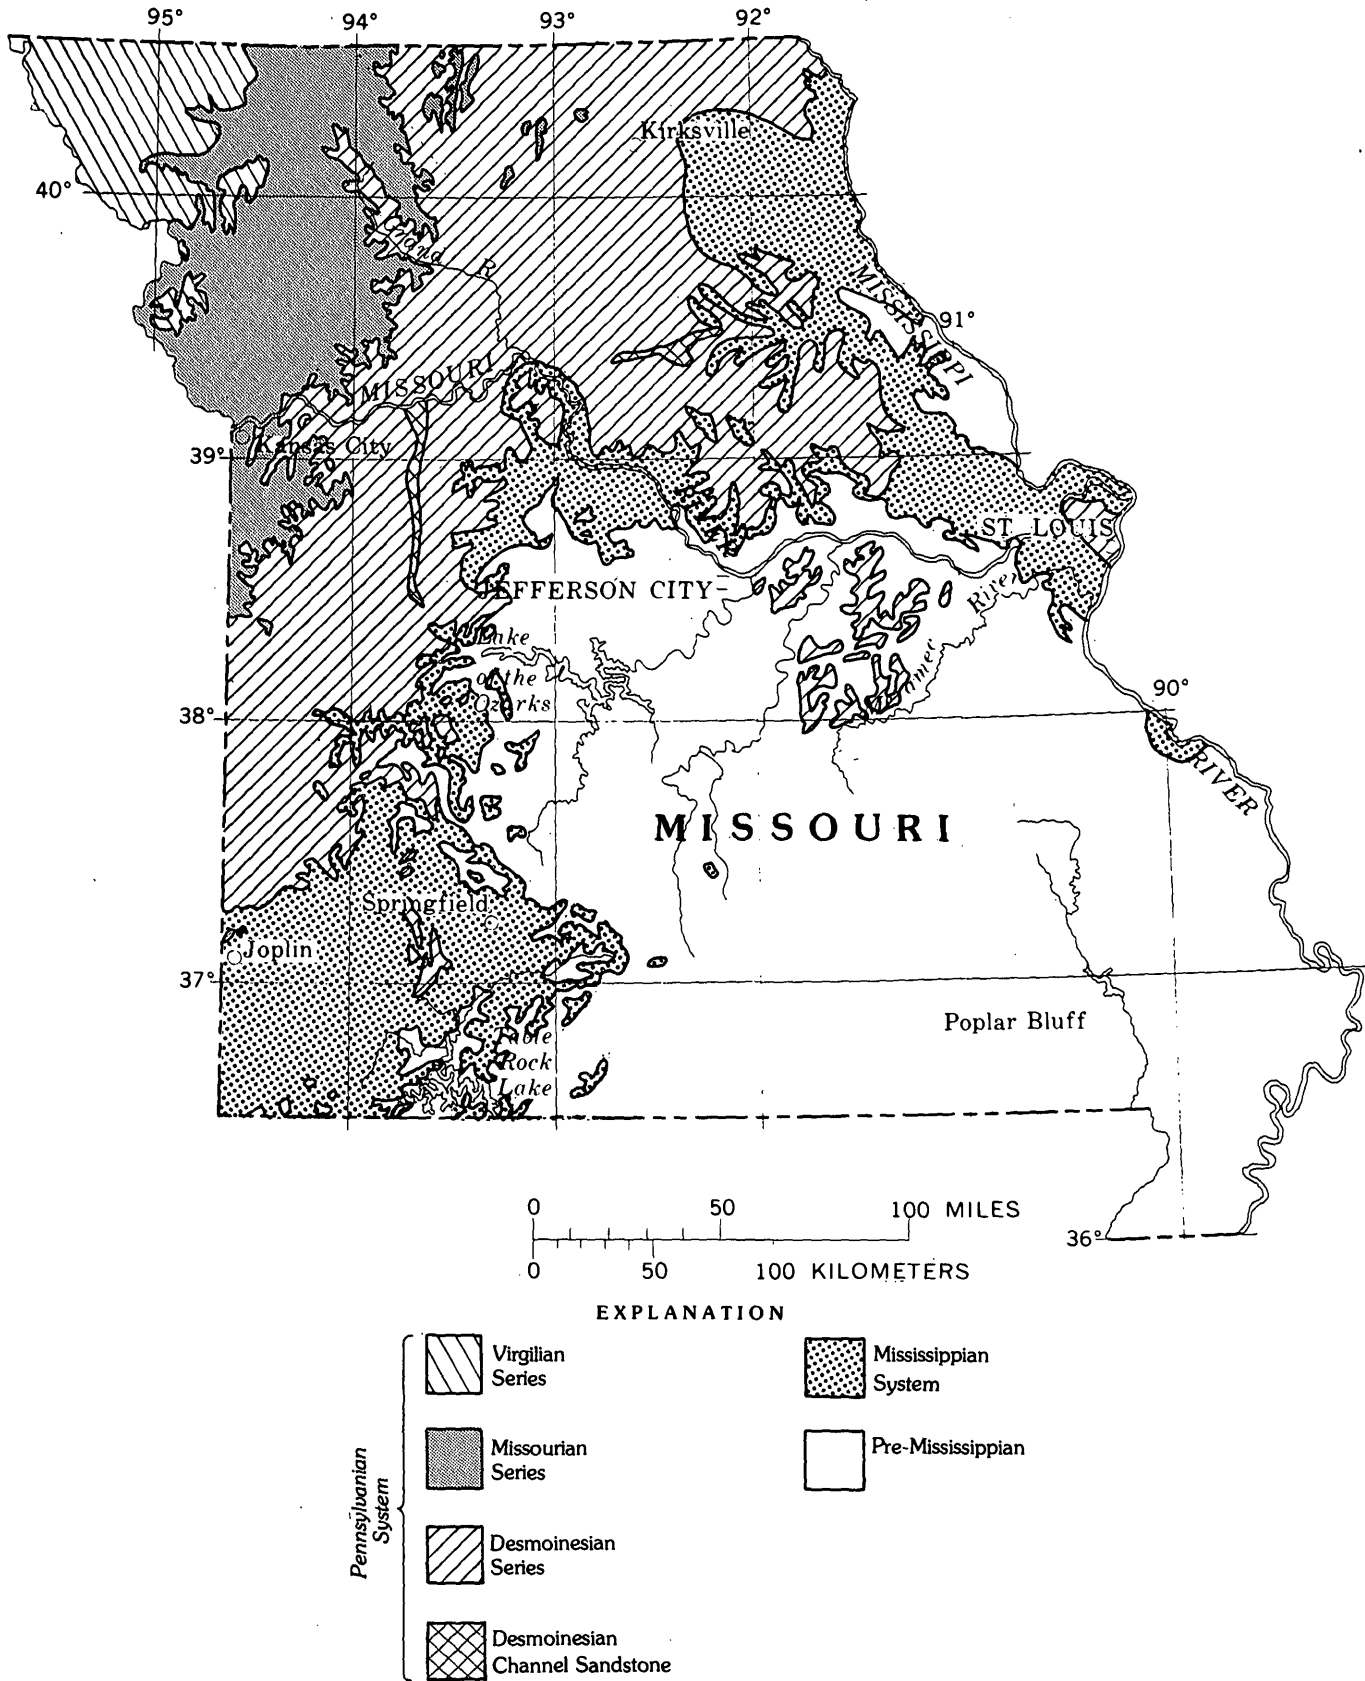 95° 94° 93° 92°
Kirksville
40°
Grand R
MISSISSIPPI
91°
MISSOURI
Kansas City
39°
ST. LOUIS
JEFFERSON CITY
River
Meramec
Lake
of the
Ozarks
90°
38°
RIVER
MISSOURI
Springfield
Joplin
37°
Poplar Bluff
Table
Rock
Lake
0 50 100 MILES
36°
0 50 100 KILOMETERS
EXPLANATION
Pennsylvanian
System
Virgilian
Series
Missourian
Series
Desmoinesian
Series
Desmoinesian
Channel Sandstone
Mississippian
System
Pre-Mississippian